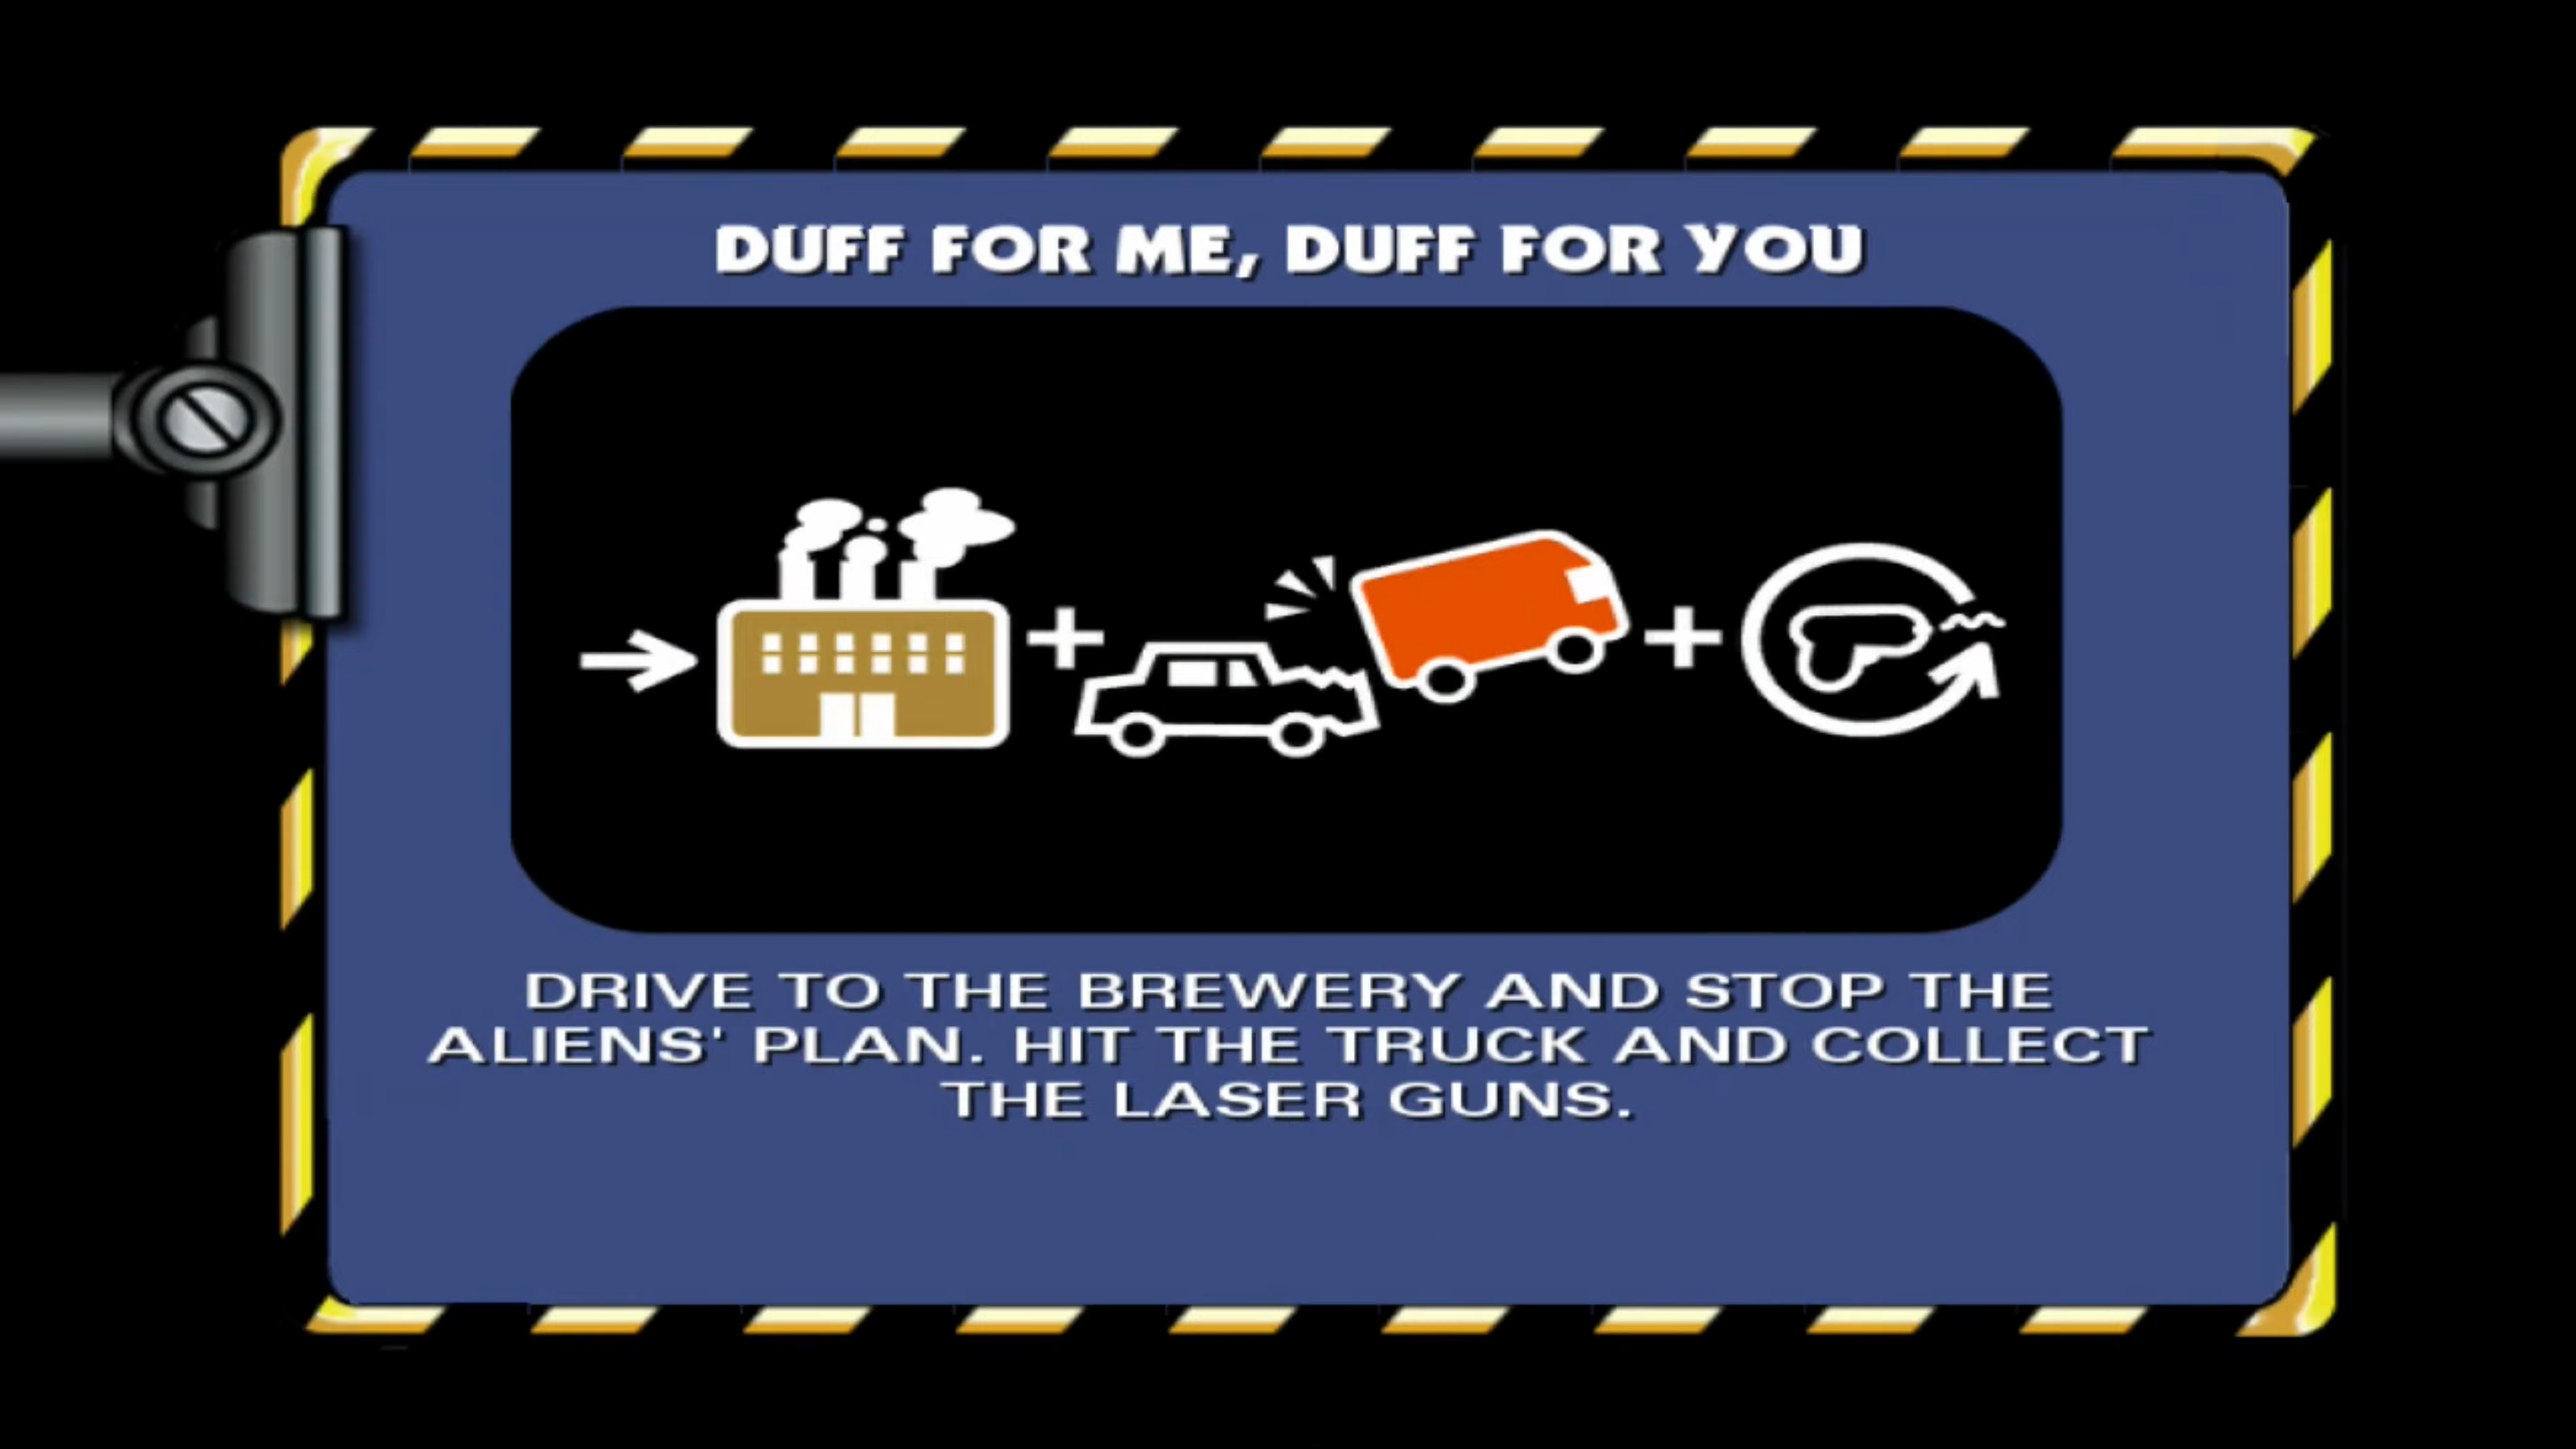 DUFF FOR ME, DUFF FOR YOU
DRIVE TO THE BREWERY AND STOP THE
ALIENS' PLAN. HIT THE TRUCK AND COLLECT
THE LASER GUNS.